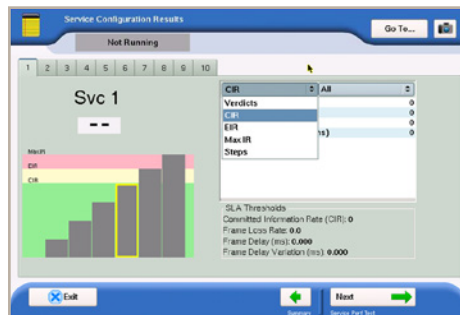 Service Configuration Results
Go To...
Not Running
1 2 3 4 5 6 7 8 9 10
Svc 1
--
CIR
All
Verdicts
0
CIR
0
EIR
0
Max IR
0
Steps
Max IR
EIR
CIR
SLA Thresholds
Committed Information Rate (CIR): 0
Frame Loss Rate: 0.0
Frame Delay (ms): 0.000
Frame Delay Variation (ms): 0.000
Exit
Next
Summary
Service Perf Test